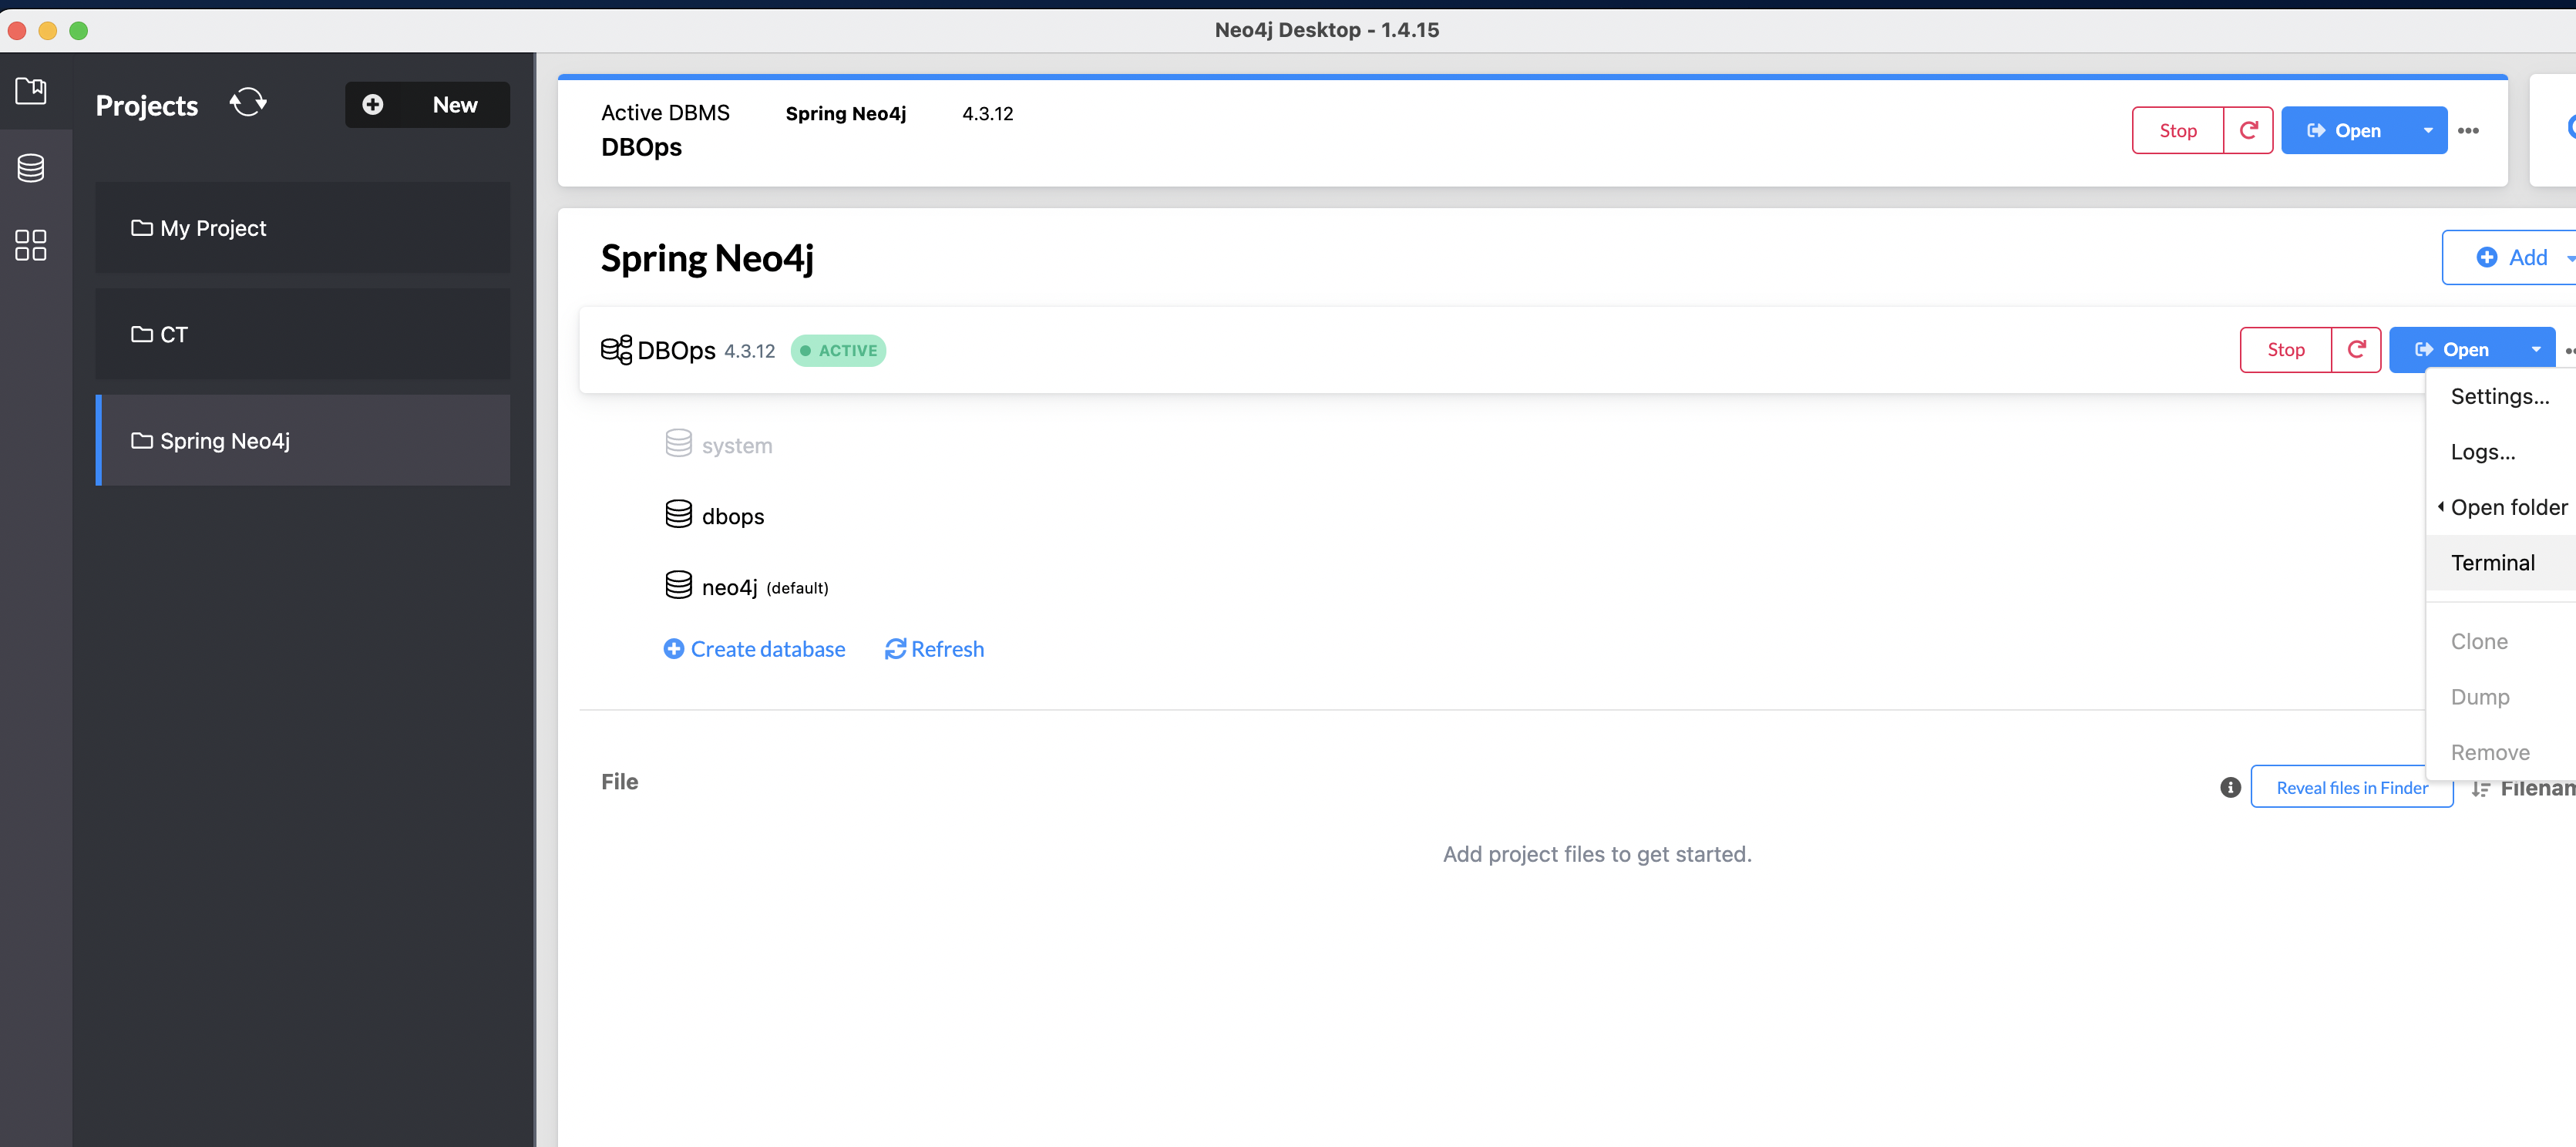 Neo4j Desktop - 1.4.15
Projects
New
My Project
CT
Spring Neo4j
Active DBMS Spring Neo4j 4.3.12
DBOps
Stop Open
Spring Neo4j
Add
DBOps 4.3.12 ACTIVE
Stop Open
system
dbops
neo4j (default)
Create database Refresh
Settings...
Logs...
Open folder
Terminal
Clone
Dump
Remove
File
Reveal files in Finder Filenam
Add project files to get started.